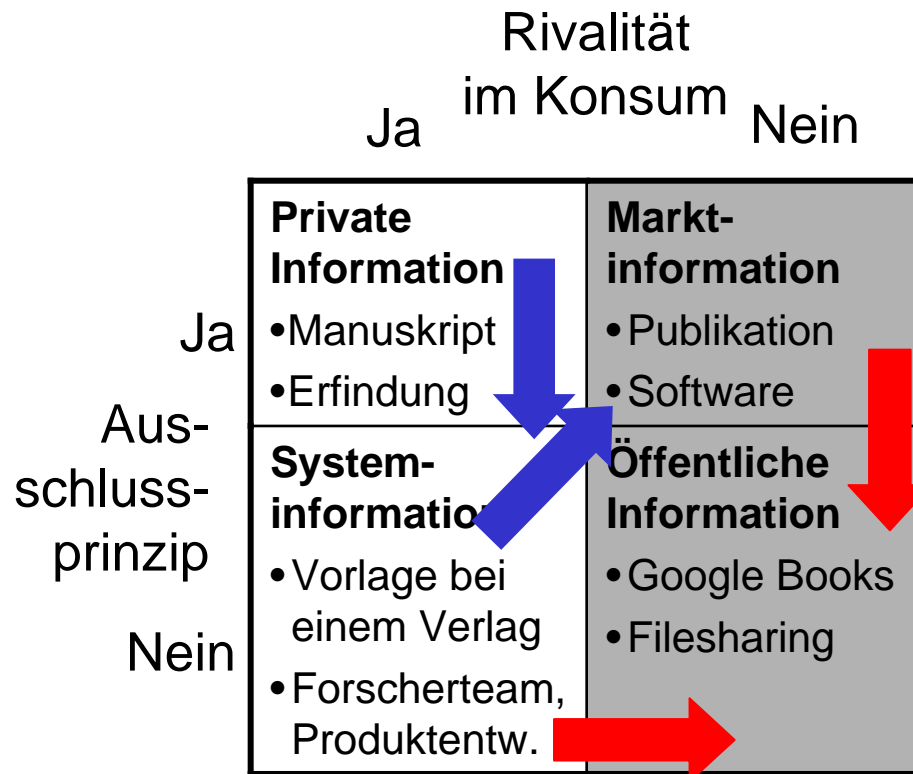 Rivalität
im Konsum
Ja
Nein
Private
Information
•Manuskript
•Erfindung
Markt-
information
•Publikation
•Software
Ja
Aus-
schluss-
prinzip
Nein
System-
information
•Vorlage bei
einem Verlag
•Forscherteam,
Produktentw.
Öffentliche
Information
•Google Books
•Filesharing